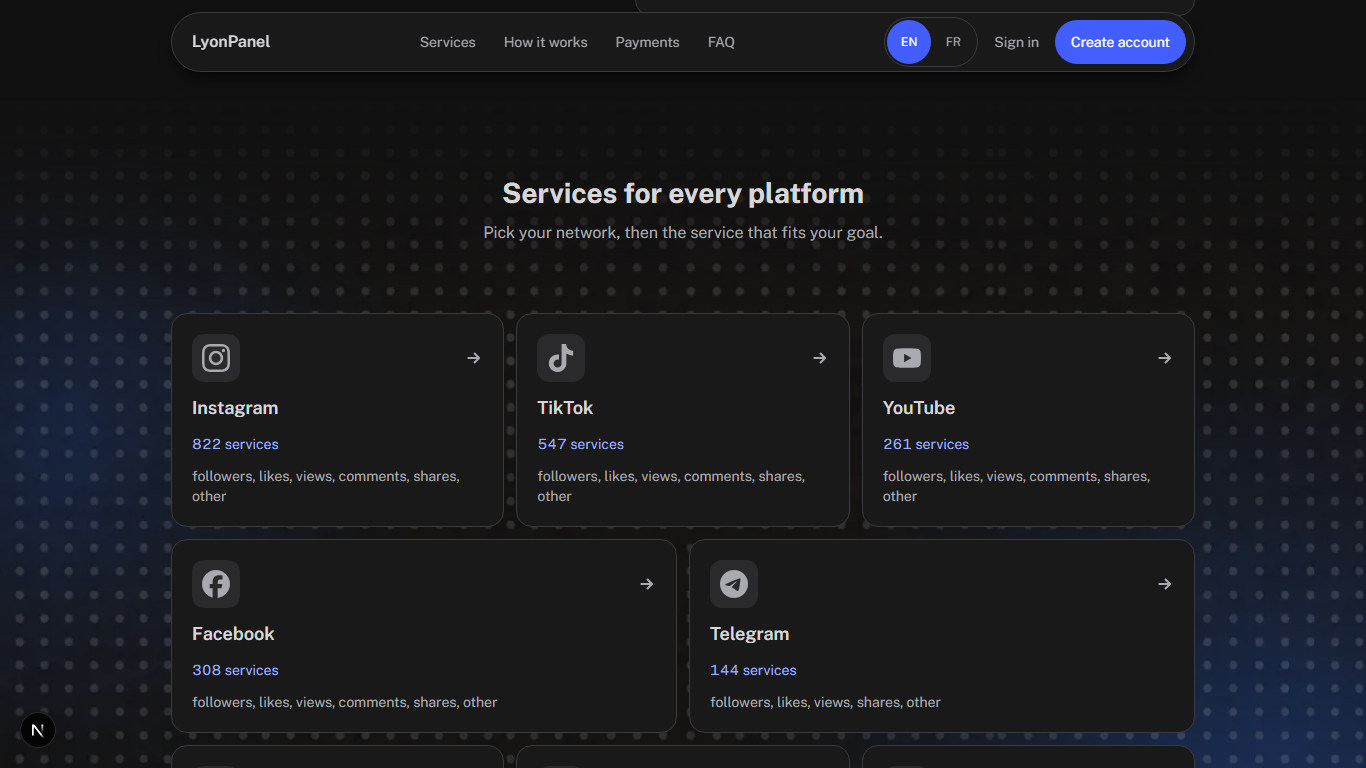 LyonPanel
Services
How it works
Payments
FAQ
EN
FR
Sign in
Create account
Services for every platform
Pick your network, then the service that fits your goal.
Instagram
822 services
followers, likes, views, comments, shares,
other
TikTok
547 services
followers, likes, views, comments, shares,
other
YouTube
261 services
followers, likes, views, comments, shares,
other
Facebook
308 services
followers, likes, views, comments, shares, other
Telegram
144 services
followers, likes, views, shares, other
N